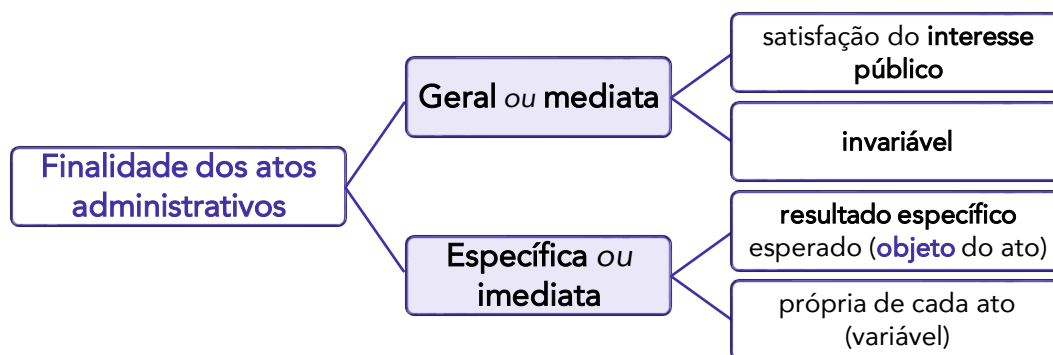 Finalidade dos atos
administrativos
Geral ou mediata
satisfação do interesse
público
invariável
Específica ou
imediata
resultado específico
esperado (objeto do ato)
própria de cada ato
(variável)